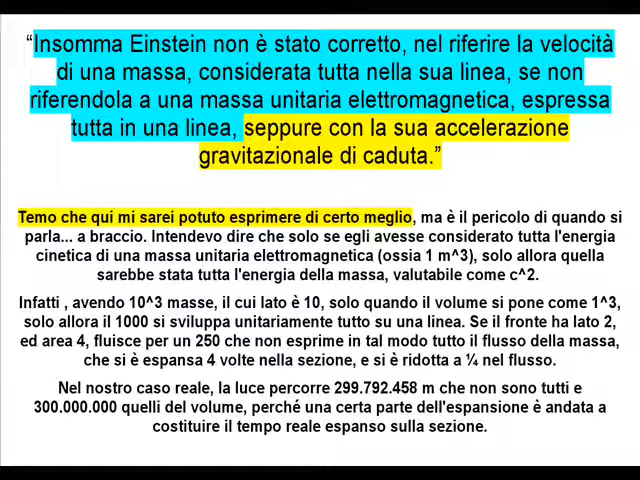 “Insomma Einstein non è stato corretto, nel riferire la velocità
di una massa, considerata tutta nella sua linea, se non
riferendola a una massa unitaria elettromagnetica, espressa
tutta in una linea, seppure con la sua accelerazione
gravitazionale di caduta.”
Temo che qui mi sarei potuto esprimere di certo meglio, ma è il pericolo di quando si
parla... a braccio. Intendevo dire che solo se egli avesse considerato tutta l'energia
cinetica di una massa unitaria elettromagnetica (ossia 1 m^3), solo allora quella
sarebbe stata tutta l'energia della massa, valutabile come c^2.
Infatti , avendo 10^3 masse, il cui lato è 10, solo quando il volume si pone come 1^3,
solo allora il 1000 si sviluppa unitariamente tutto su una linea. Se il fronte ha lato 2,
ed area 4, fluisce per un 250 che non esprime in tal modo tutto il flusso della massa,
che si è espansa 4 volte nella sezione, e si è ridotta a ¼ nel flusso.
Nel nostro caso reale, la luce percorre 299.792.458 m che non sono tutti e
300.000.000 quelli del volume, perché una certa parte dell'espansione è andata a
costituire il tempo reale espanso sulla sezione.